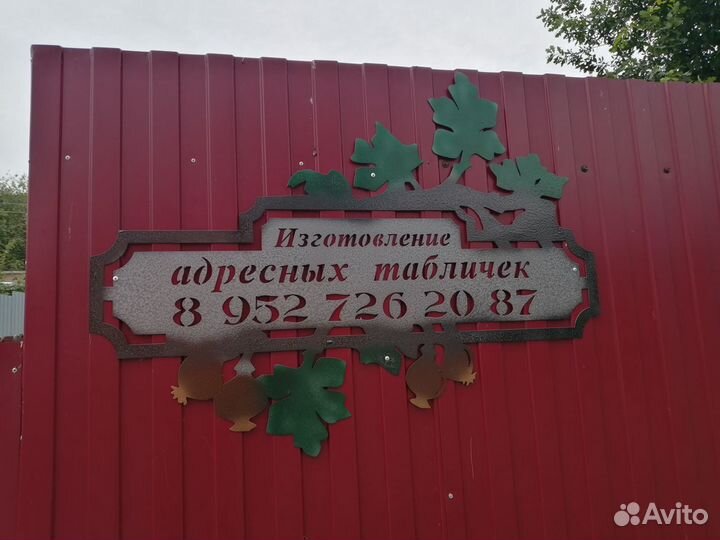 Изготовление
адресных табличек
8 952 726 20 87
Avito